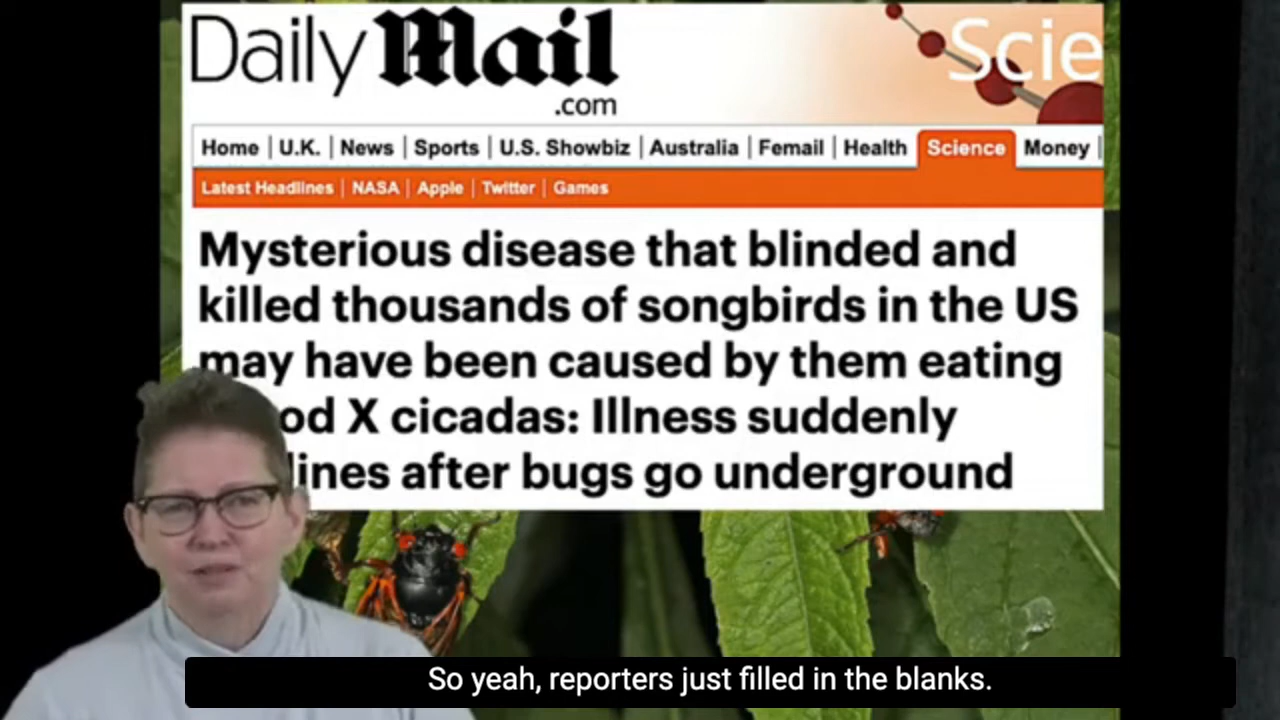 Daily Mail
.com
Scie
Home | U.K. | News | Sports | U.S. Showbiz | Australia | Femail | Health | Science | Money |
Latest Headlines | NASA | Apple | Twitter | Games
Mysterious disease that blinded and
killed thousands of songbirds in the US
may have been caused by them eating
od X cicadas: Illness suddenly
lines after bugs go underground
So yeah, reporters just filled in the blanks.